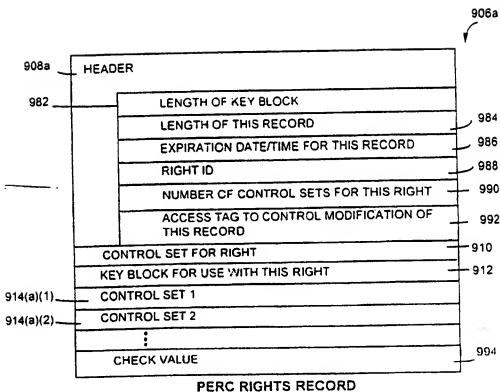 906a
908a
HEADER
982
LENGTH OF KEY BLOCK
LENGTH OF THIS RECORD
984
EXPIRATION DATE/TIME FOR THIS RECORD
986
RIGHT ID
988
NUMBER OF CONTROL SETS FOR THIS RIGHT
990
ACCESS TAG TO CONTROL MODIFICATION OF
THIS RECORD
992
CONTROL SET FOR RIGHT
910
KEY BLOCK FOR USE WITH THIS RIGHT
912
914(a)(1)
CONTROL SET 1
914(a)(2)
CONTROL SET 2
CHECK VALUE
994
PERC RIGHTS RECORD